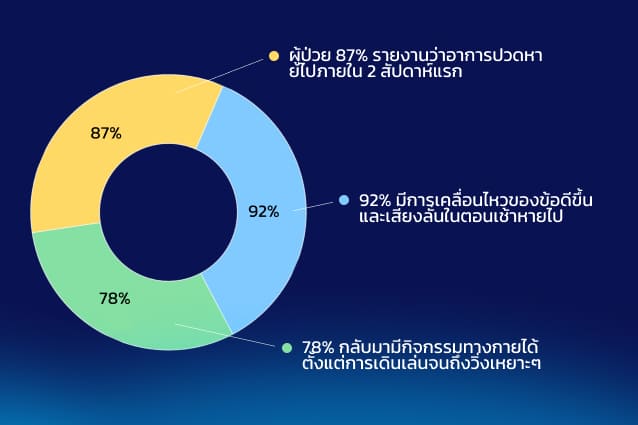 ผู้ป่วย 87% รายงานว่าอาการปวดหา
ยไปภายใน 2 สัปดาห์แรก
87%
92% มีการเคลื่อนไหวของข้อดีขึ้น
และเสียงลั่นในตอนเช้าหายไป
92%
78%
78% กลับมามีกิจกรรมทางกายได้
ตั้งแต่การเดินเล่นจนถึงวิ่งเหยาะๆ